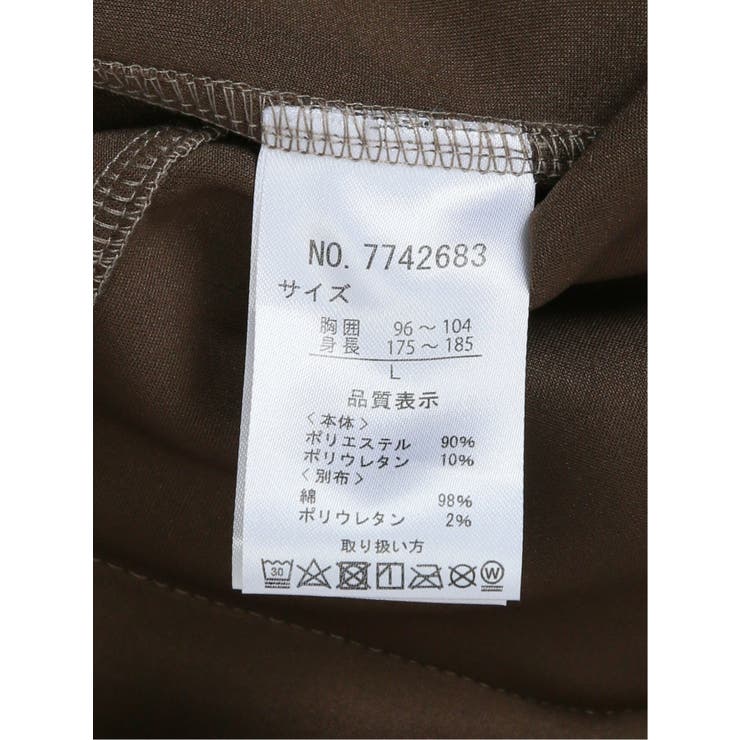 NO. 7742683
サイズ
胸囲 96～104
身長 175～185
L
品質表示
〈本体〉
ポリエステル 90%
ポリウレタン 10%
〈別布〉
綿 98%
ポリウレタン 2%
取り扱い方
30 W